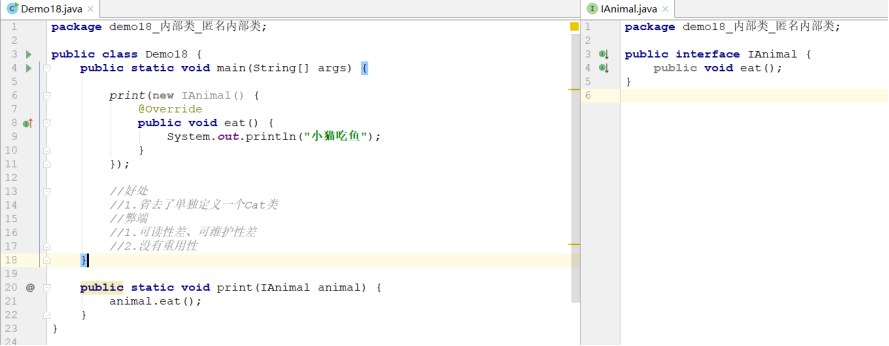 Demo18.java
1 package demo18_内部类_匿名内部类;
2
3 public class Demo18 {
4 public static void main(String[] args) {
5
6 print(new IAnimal() {
7 @Override
8 public void eat() {
9 System.out.println("小猫吃鱼");
10 }
11 });
12
13 //好处
14 //1.省去了单独定义一个Cat类
15 //弊端
16 //1.可读性差、可维护性差
17 //2.没有重用性
18 }
19
20 @ public static void print(IAnimal animal) {
21 animal.eat();
22 }
23 }
24
IAnimal.java
1 package demo18_内部类_匿名内部类;
2
3 public interface IAnimal {
4 public void eat();
5 }
6